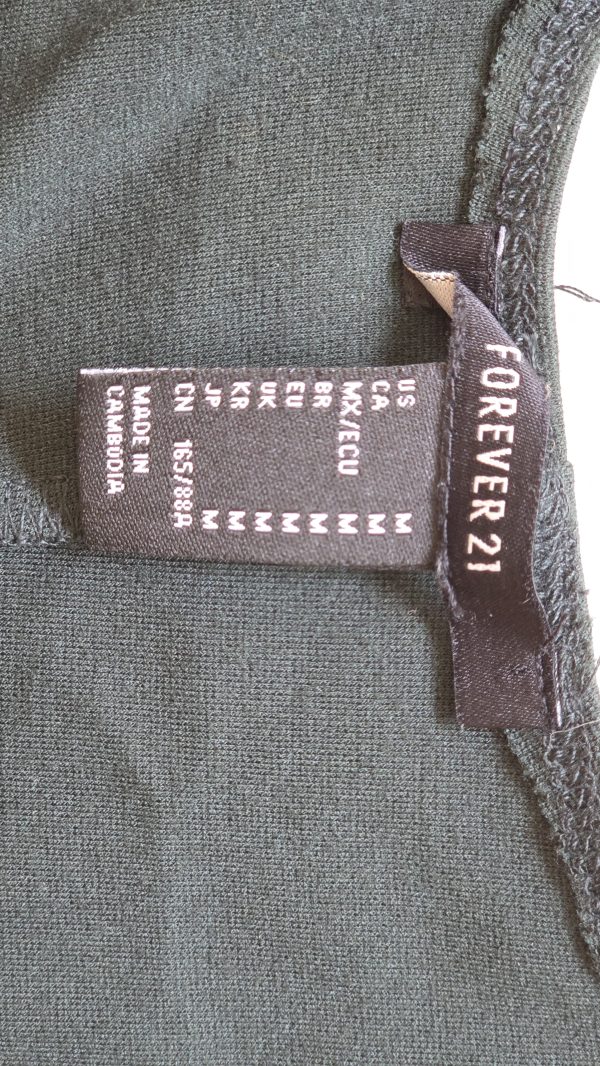 FOREVER 21
US M
CA M
MX/ECU M
BR M
EU M
UK M
KR M
JP M
CN 165/88A
MADE IN
CAMBODIA